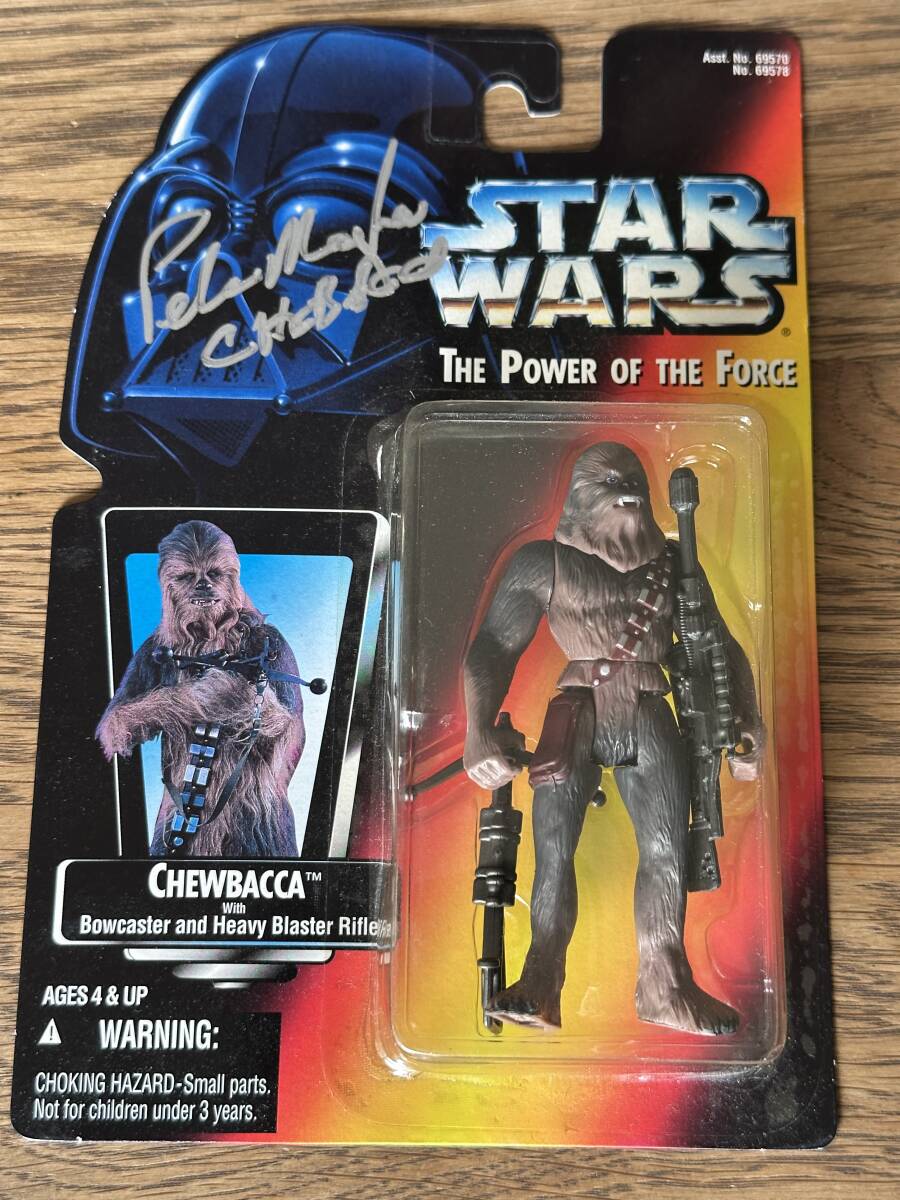 Asst. No. 69570
No. 69578
Peter Mayhew
STAR
WARS®
THE POWER OF THE FORCE
CHEWBACCA™
With
Bowcaster and Heavy Blaster Rifle
AGES 4 & UP
WARNING:
CHOKING HAZARD-Small parts.
Not for children under 3 years.